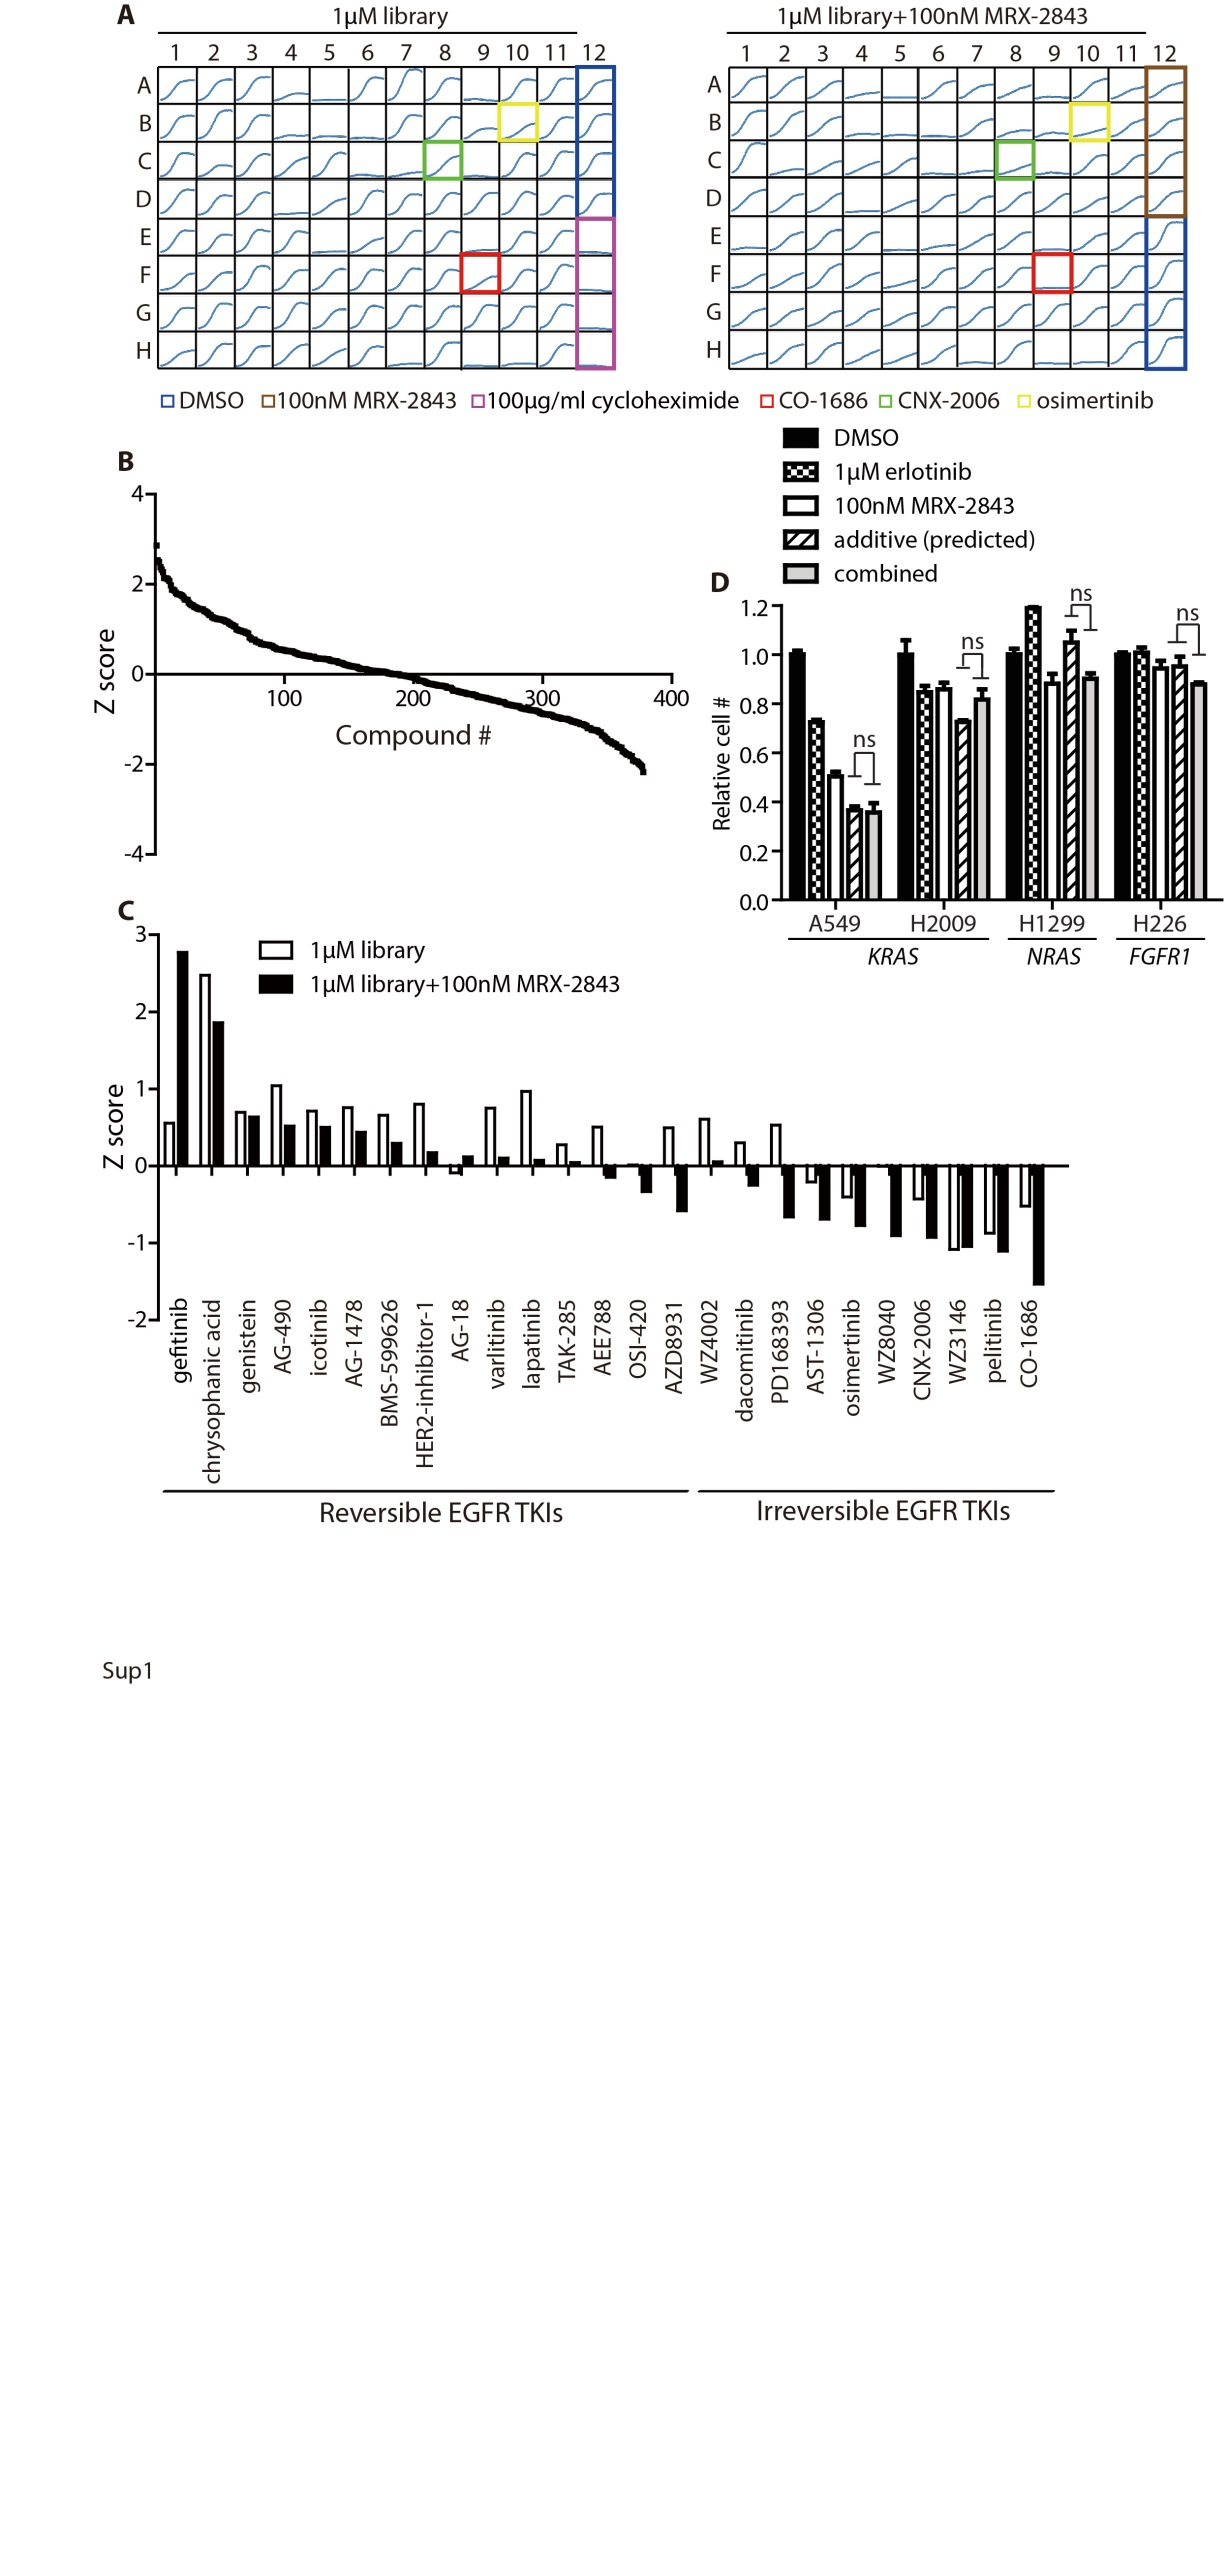 A
1µM library
1µM library+100nM MRX-2843
1 2 3 4 5 6 7 8 9 10 11 12
1 2 3 4 5 6 7 8 9 10 11 12
A
B
C
D
E
F
G
H
A
B
C
D
E
F
G
H
DMSO 100nM MRX-2843 100µg/ml cycloheximide CO-1686 CNX-2006 osimertinib
B
4
2
0
-2
-4
Z score
100 200 300 400
Compound #
DMSO
1µM erlotinib
100nM MRX-2843
additive (predicted)
combined
D
1.2
1.0
0.8
0.6
0.4
0.2
0.0
Relative cell #
ns
ns
ns
ns
A549 H2009 H1299 H226
KRAS NRAS FGFR1
C
3
2
1
0
-1
-2
Z score
1µM library
1µM library+100nM MRX-2843
gefitinib
chrysophanic acid
genistein
AG-490
icotinib
AG-1478
BMS-599626
HER2-inhibitor-1
AG-18
varlitinib
lapatinib
TAK-285
AEE788
OSI-420
AZD8931
WZ4002
dacomitinib
PD168393
AST-1306
osimertinib
WZ8040
CNX-2006
WZ3146
pelitinib
CO-1686
Reversible EGFR TKIs
Irreversible EGFR TKIs
Sup1